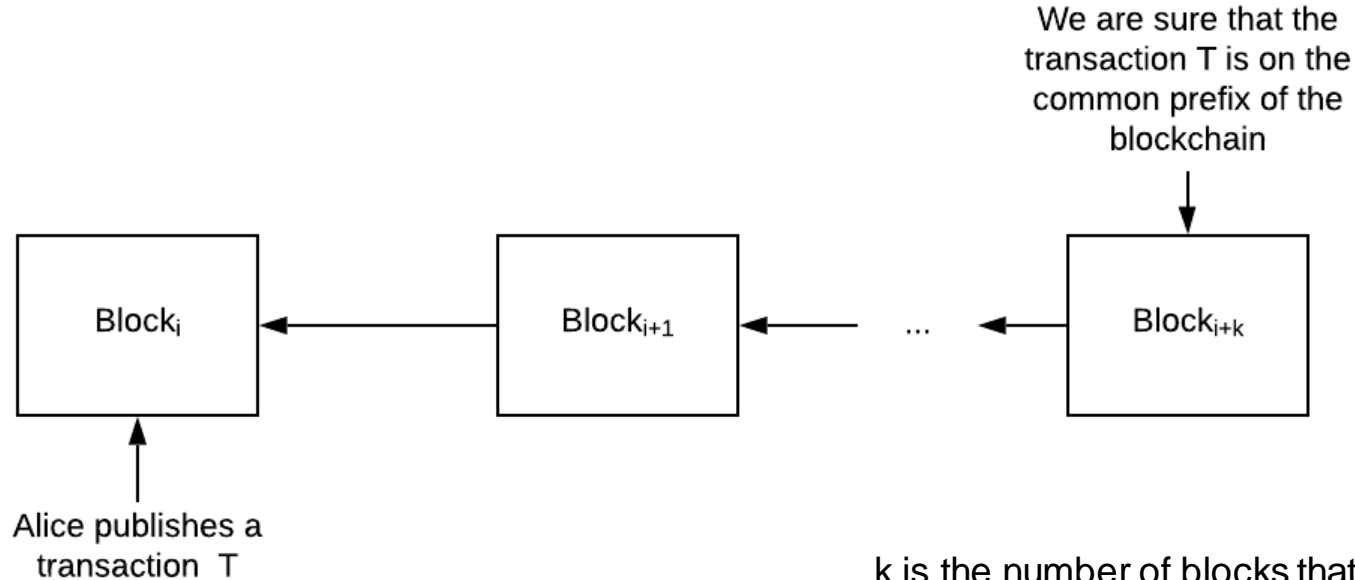 We are sure that the
transaction T is on the
common prefix of the
blockchain
Blockᵢ
Blockᵢ₊₁
...
Blockᵢ₊ₖ
Alice publishes a
transaction T
k is the number of blocks that